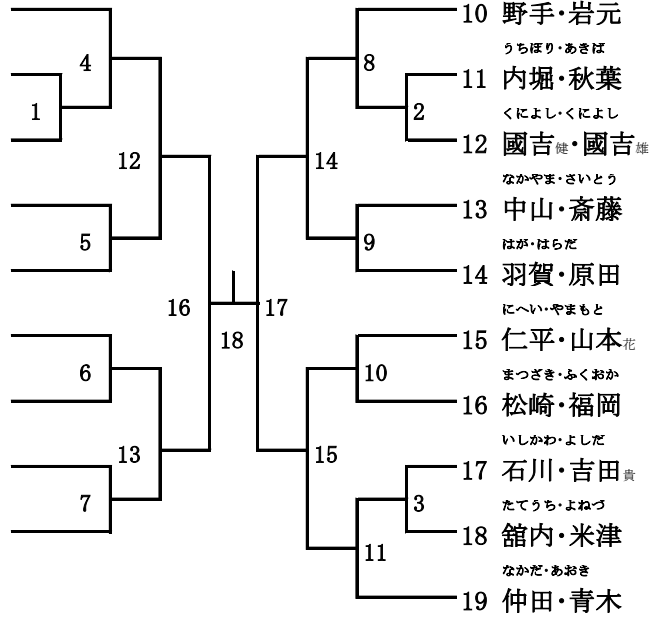 10 野手・岩元
うちぼり・あきば
11 内堀・秋葉
くによし・くによし
12 國吉健・國吉雄
なかやま・さいとう
13 中山・斎藤
はが・はらだ
14 羽賀・原田
にへい・やまもと
15 仁平・山本花
まつざき・ふくおか
16 松崎・福岡
いしかわ・よしだ
17 石川・吉田貴
たてうち・よねづ
18 舘内・米津
なかだ・あおき
19 仲田・青木
4
1
12
5
16
6
13
7
18
17
8
2
14
9
10
15
3
11